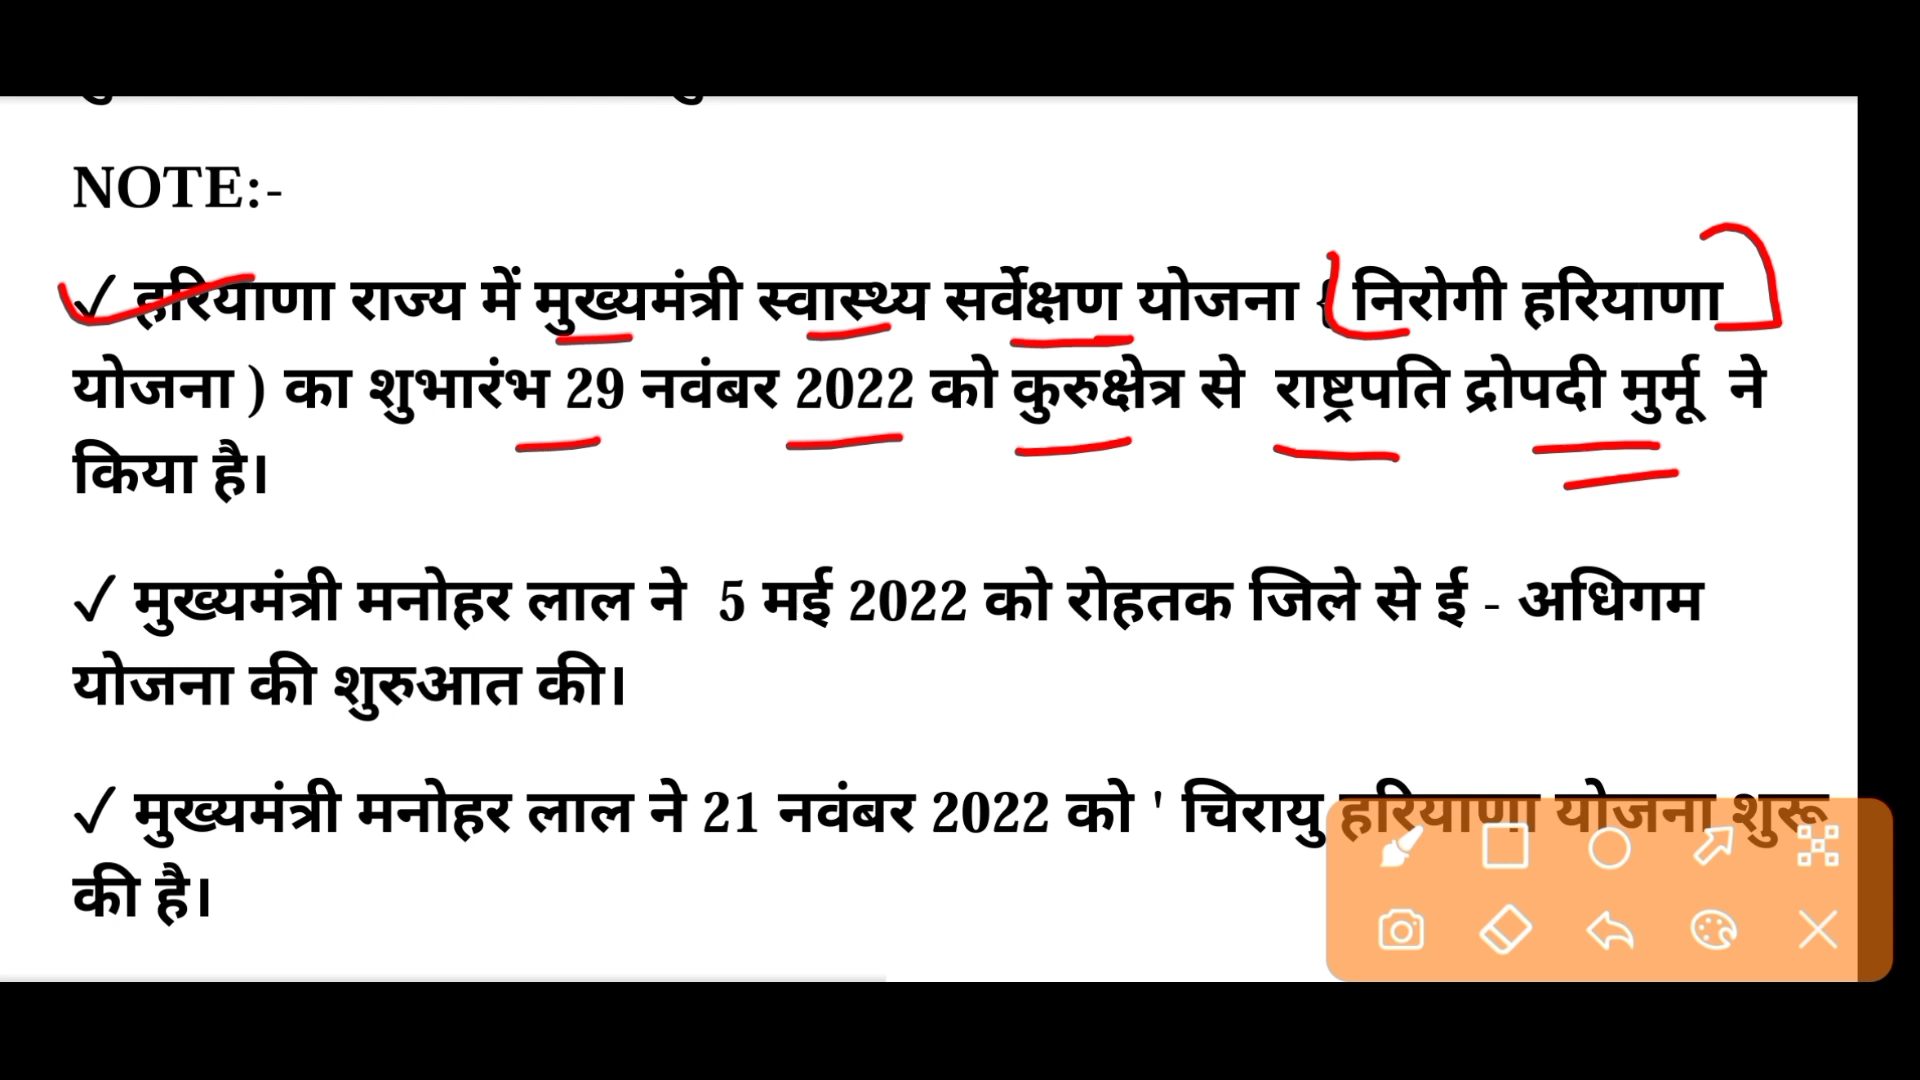 NOTE:-
✓ हरियाणा राज्य में मुख्यमंत्री स्वास्थ्य सर्वेक्षण योजना { निरोगी हरियाणा
योजना ) का शुभारंभ 29 नवंबर 2022 को कुरुक्षेत्र से राष्ट्रपति द्रोपदी मुर्मू ने
किया है।
✓ मुख्यमंत्री मनोहर लाल ने 5 मई 2022 को रोहतक जिले से ई - अधिगम
योजना की शुरुआत की।
✓ मुख्यमंत्री मनोहर लाल ने 21 नवंबर 2022 को ' चिरायु हरियाणा योजना शुरू
की है।